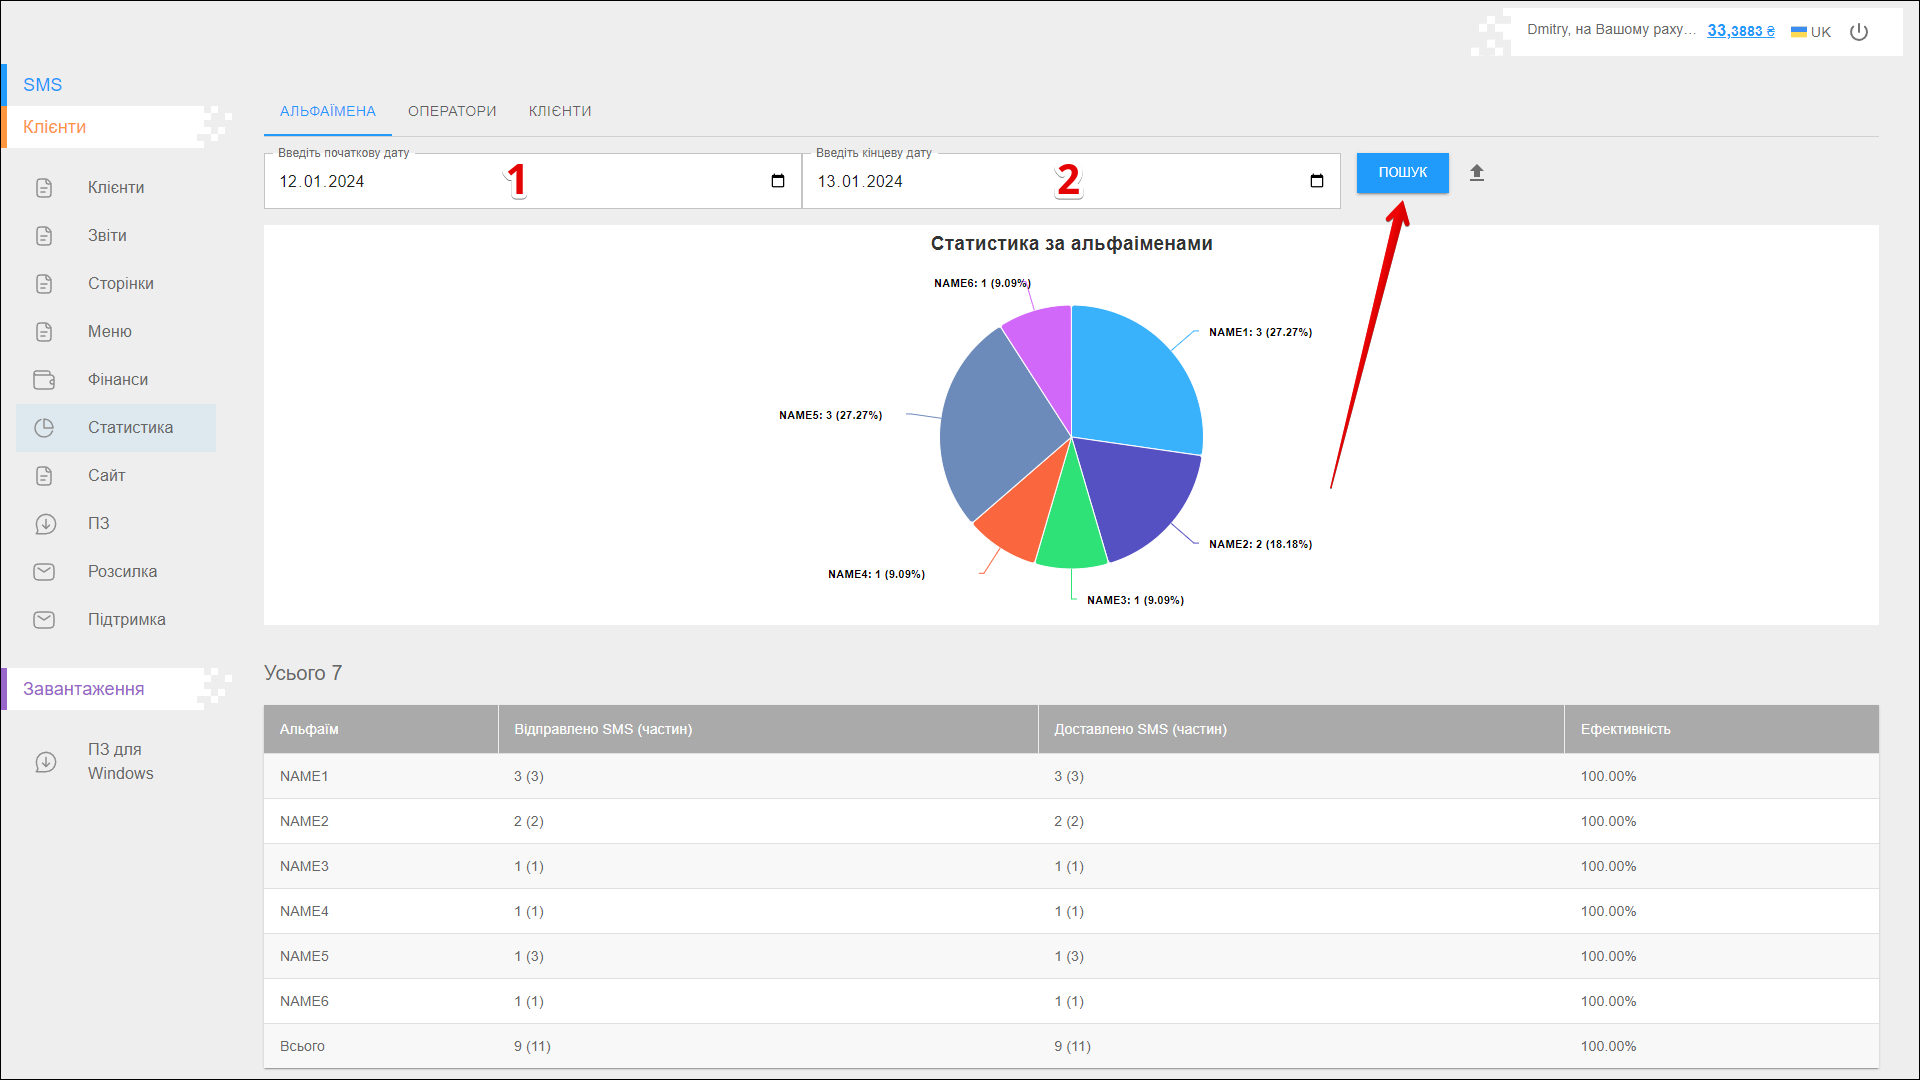 Dmitry, на Вашому раху... 33,3883 ₴ UK
SMS
Клієнти
Клієнти
Звіти
Сторінки
Меню
Фінанси
Статистика
Сайт
ПЗ
Розсилка
Підтримка
Завантаження
ПЗ для
Windows
АЛЬФАЇМЕНА ОПЕРАТОРИ КЛІЄНТИ
Введіть початкову дату
12.01.2024
1
Введіть кінцеву дату
13.01.2024
2
ПОШУК
Статистика за альфаіменами
NAME6: 1 (9.09%)
NAME1: 3 (27.27%)
NAME5: 3 (27.27%)
NAME2: 2 (18.18%)
NAME4: 1 (9.09%)
NAME3: 1 (9.09%)
Усього 7
Альфаїм Відправлено SMS (частин) Доставлено SMS (частин) Ефективність
NAME1 3 (3) 3 (3) 100.00%
NAME2 2 (2) 2 (2) 100.00%
NAME3 1 (1) 1 (1) 100.00%
NAME4 1 (1) 1 (1) 100.00%
NAME5 1 (3) 1 (3) 100.00%
NAME6 1 (1) 1 (1) 100.00%
Всього 9 (11) 9 (11) 100.00%